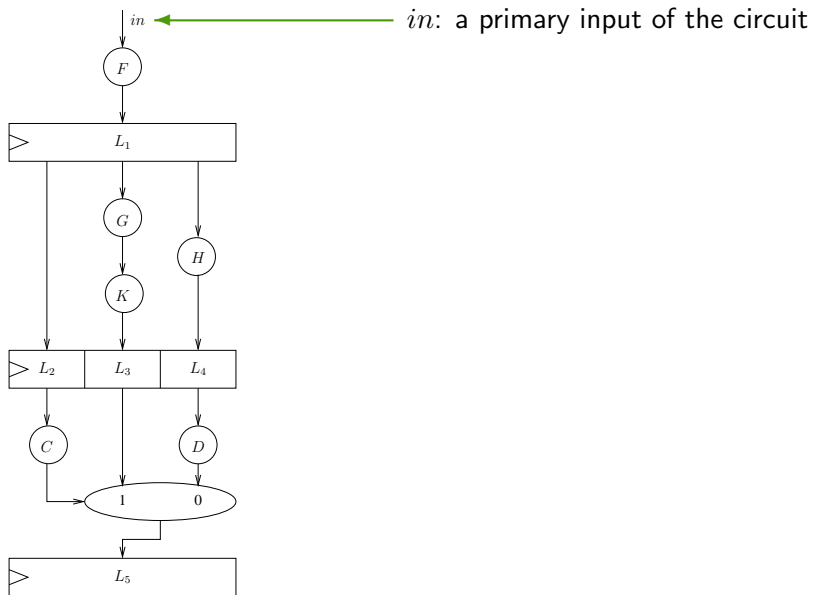 in in: a primary input of the circuit
F
L1
G
H
K
L2 L3 L4
C D
1 0
L5